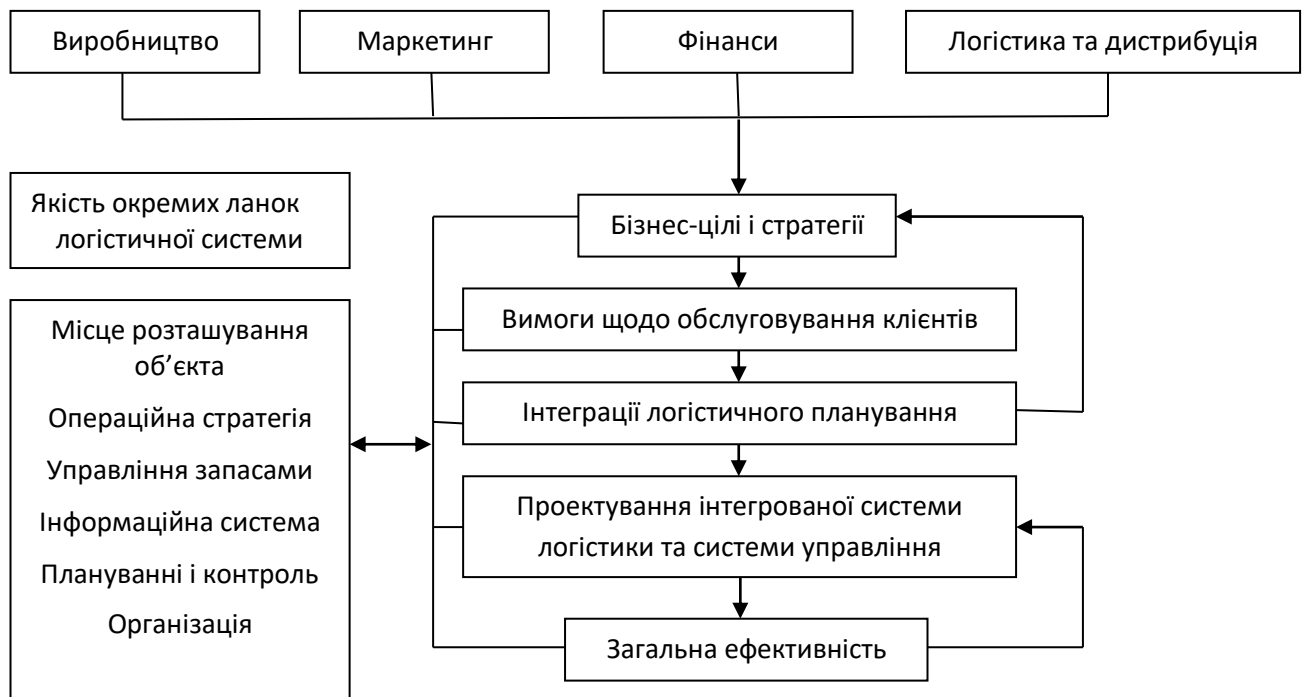 Виробництво
Маркетинг
Фінанси
Логістика та дистрибуція
Якість окремих ланок
логістичної системи
Місце розташування
об’єкта
Операційна стратегія
Управління запасами
Інформаційна система
Плануванні і контроль
Організація
Бізнес-цілі і стратегії
Вимоги щодо обслуговування клієнтів
Інтеграції логістичного планування
Проектування інтегрованої системи
логістики та системи управління
Загальна ефективність